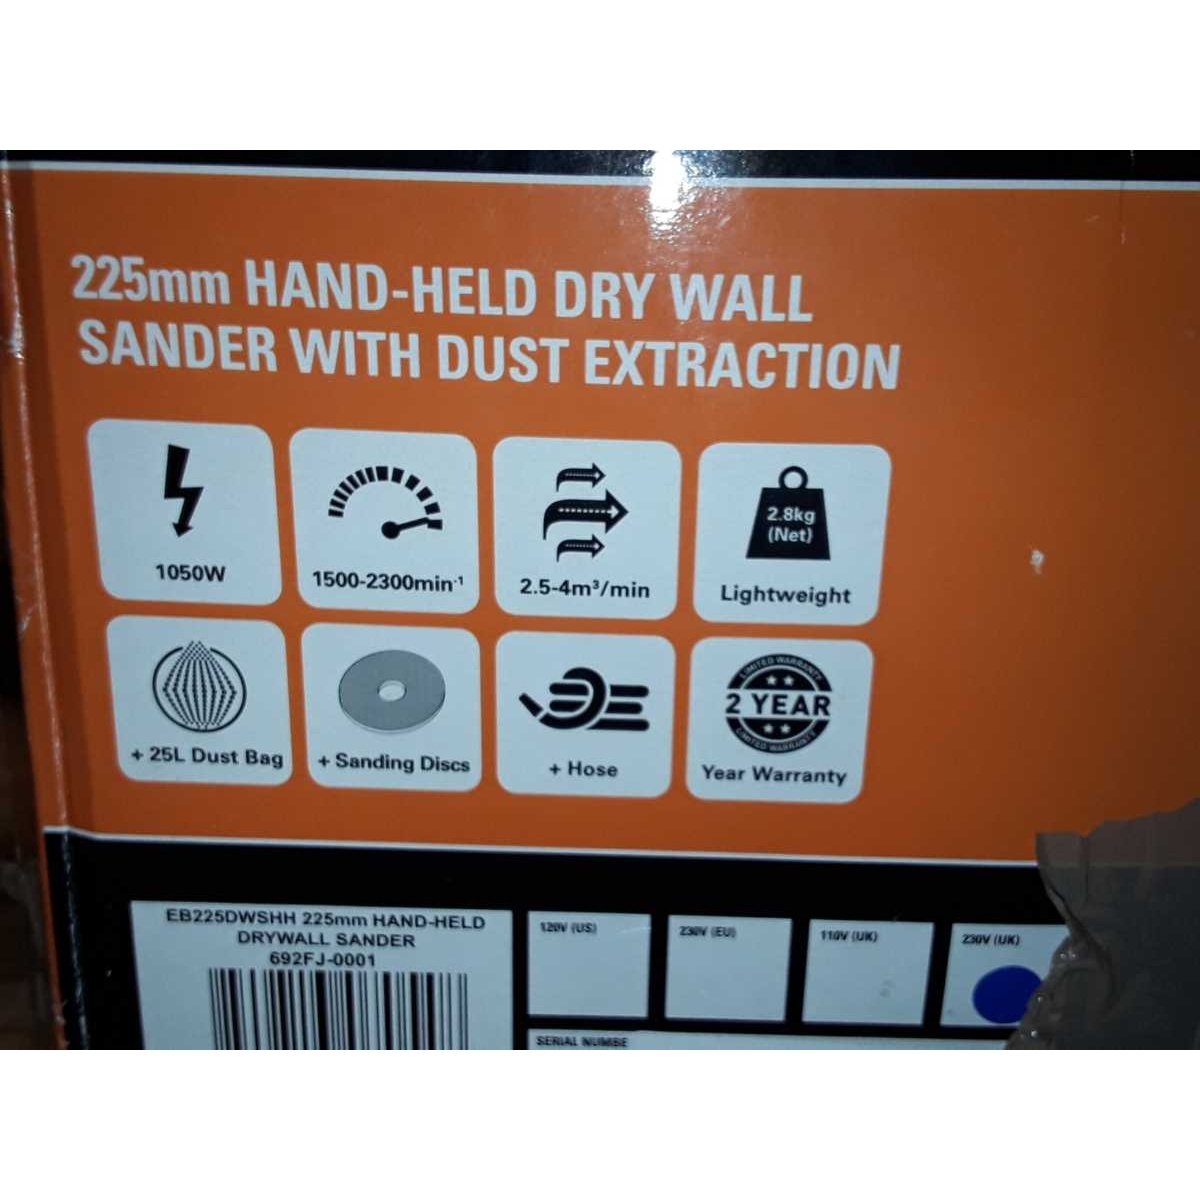 225mm HAND-HELD DRY WALL
SANDER WITH DUST EXTRACTION
1050W
1500-2300min⁻¹
2.5-4m³/min
2.8kg
(Net)
Lightweight
+ 25L Dust Bag
+ Sanding Discs
+ Hose
LIMITED WARRANTY
2 YEAR
LIMITED WARRANTY
Year Warranty
EB225DWSHH 225mm HAND-HELD
DRYWALL SANDER
692FJ-0001
120V (US)
230V (EU)
110V (UK)
230V (UK)
SERIAL NUMBE